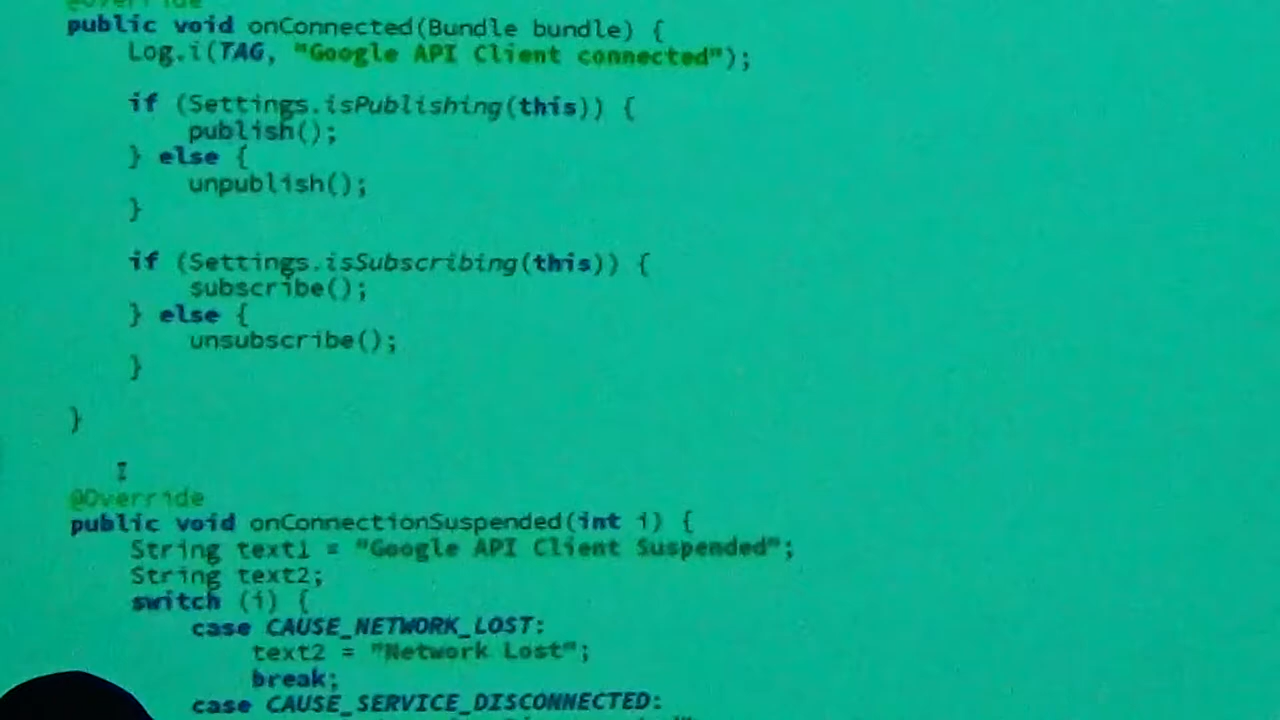 @Override
public void onConnected(Bundle bundle) {
Log.i(TAG, "Google API Client connected");
if (Settings.isPublishing(this)) {
publish();
} else {
unpublish();
}
if (Settings.isSubscribing(this)) {
subscribe();
} else {
unsubscribe();
}
}
@Override
public void onConnectionSuspended(int i) {
String text1 = "Google API Client Suspended";
String text2;
switch (i) {
case CAUSE_NETWORK_LOST:
text2 = "Network Lost";
break;
case CAUSE_SERVICE_DISCONNECTED: